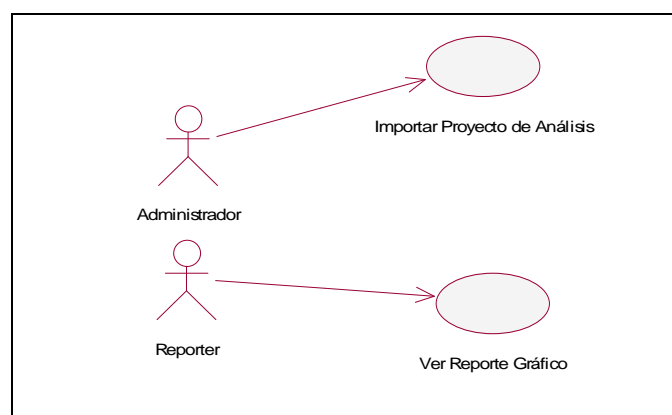 Importar Proyecto de Análisis
Administrador
Reporter
Ver Reporte Gráfico